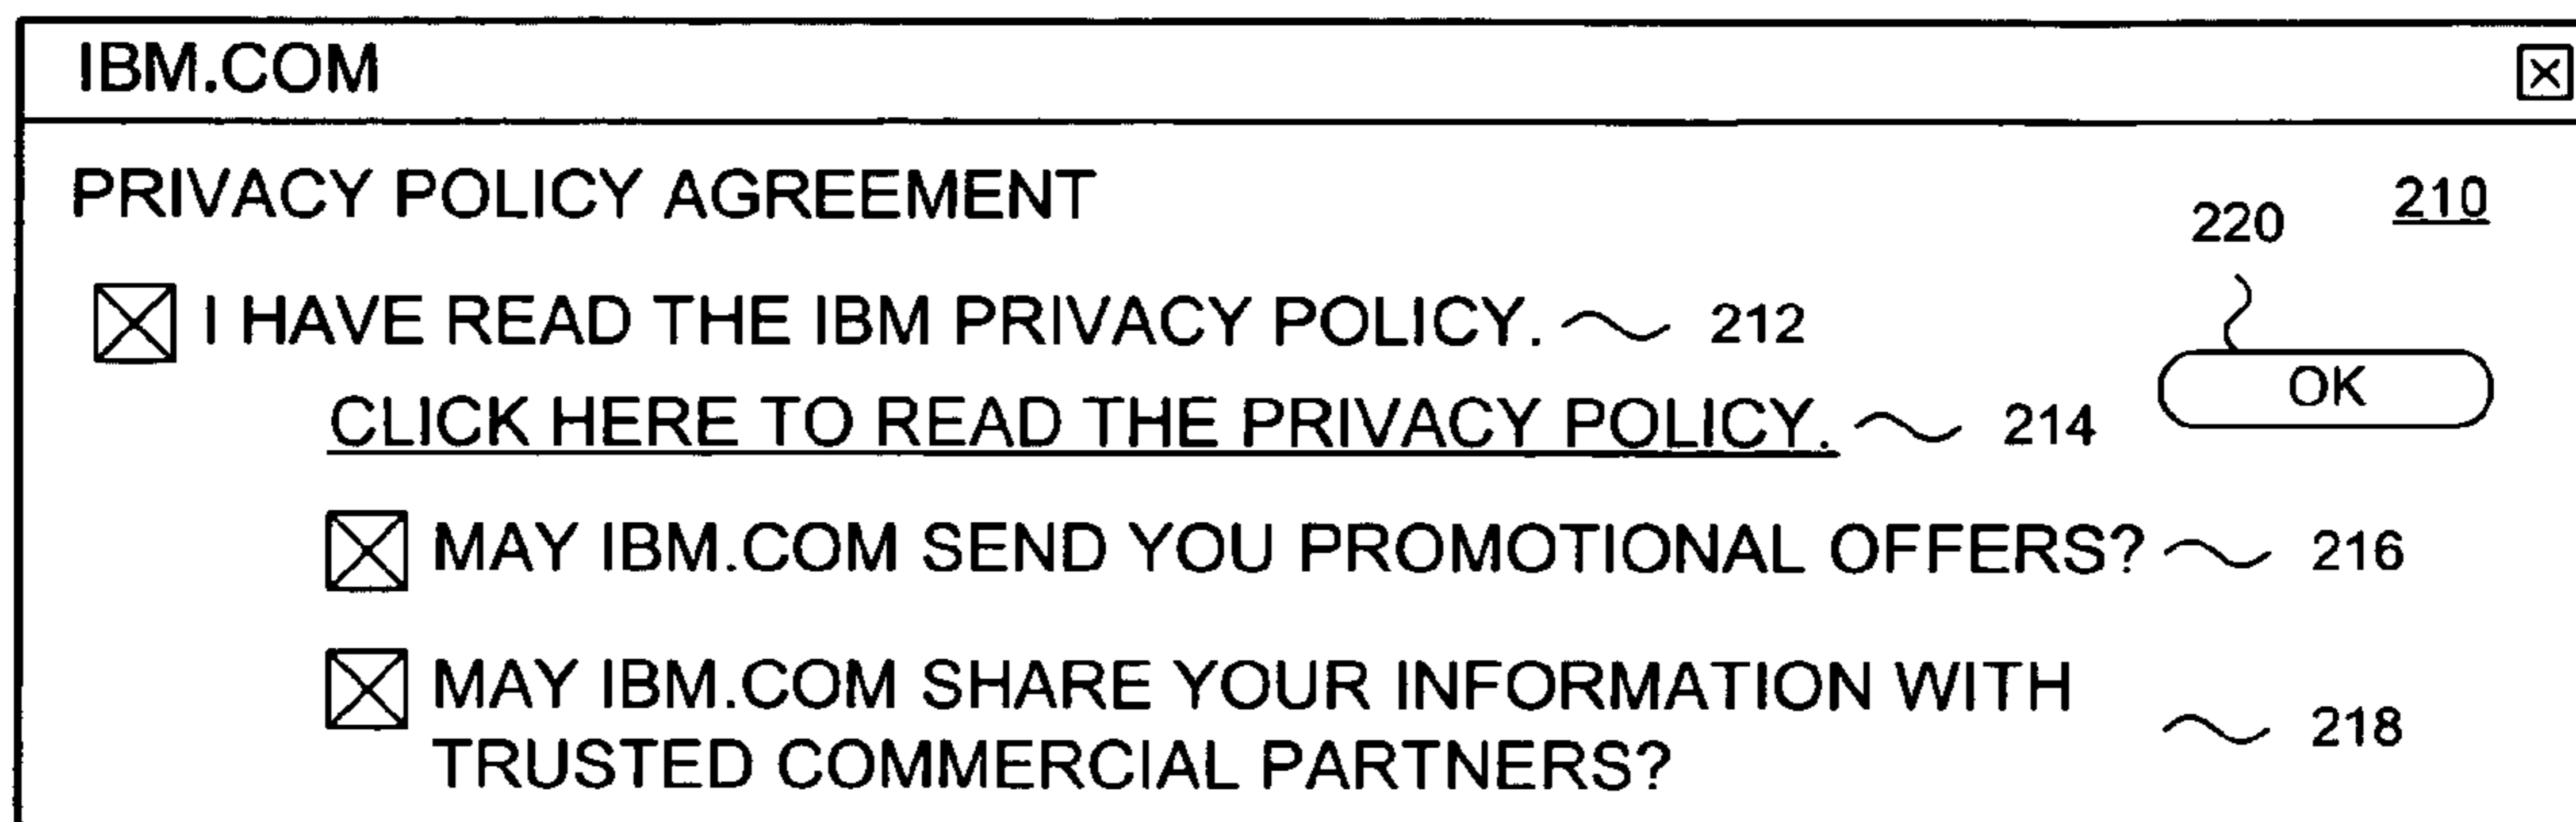 IBM.COM
PRIVACY POLICY AGREEMENT
220
210
I HAVE READ THE IBM PRIVACY POLICY. 212
OK
CLICK HERE TO READ THE PRIVACY POLICY. 214
MAY IBM.COM SEND YOU PROMOTIONAL OFFERS? 216
MAY IBM.COM SHARE YOUR INFORMATION WITH
TRUSTED COMMERCIAL PARTNERS?
218